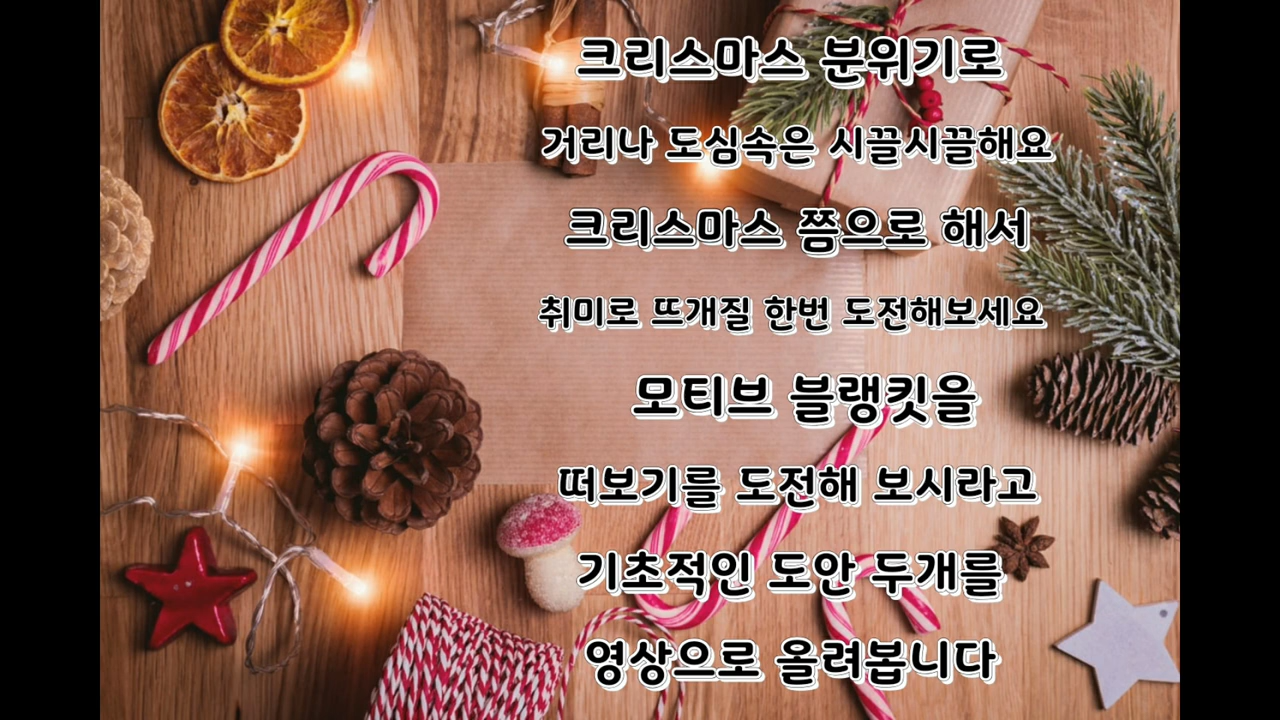 크리스마스 분위기로
거리나 도심속은 시끌시끌해요
크리스마스 쯤으로 해서
취미로 뜨개질 한번 도전해보세요
모티브 블랭킷을
떠보기를 도전해 보시라고
기초적인 도안 두개를
영상으로 올려봅니다